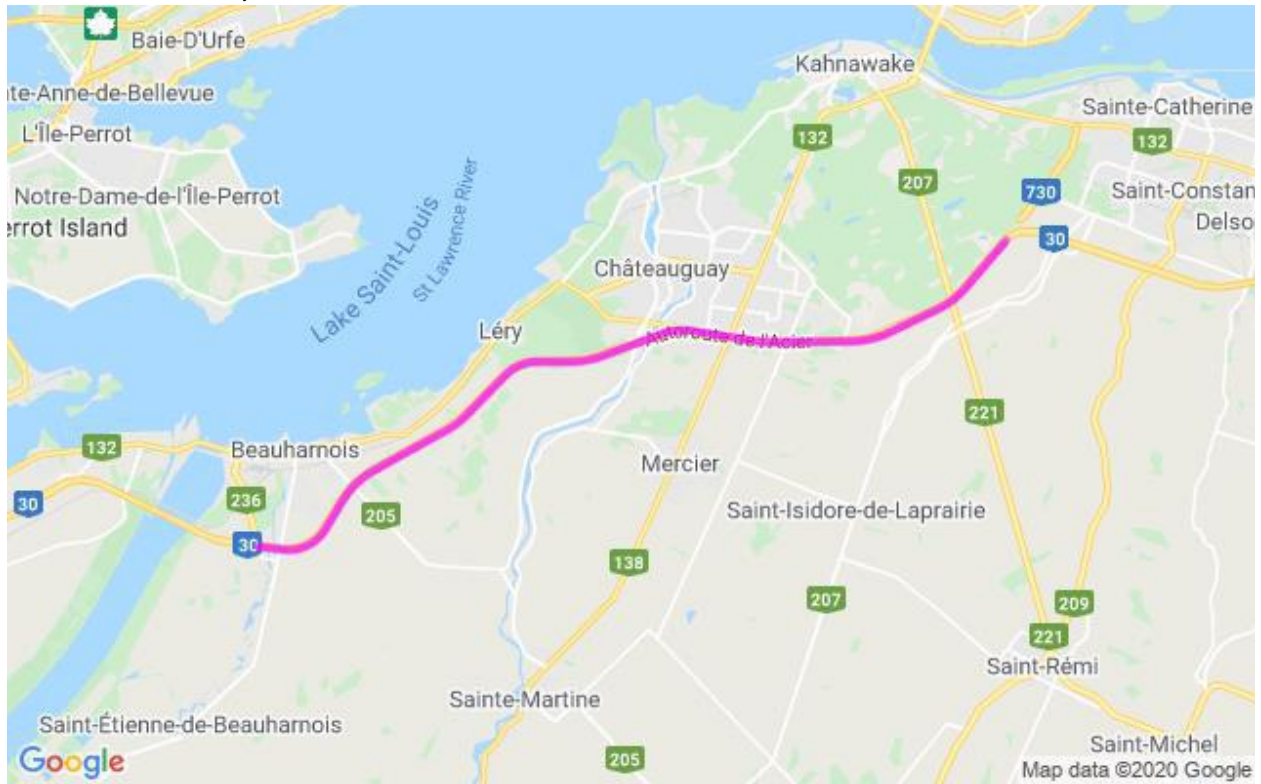 Baie-D'Urfe
Kahnawake
te-Anne-de-Bellevue
Sainte-Catherine
L'Île-Perrot
132
132
Notre-Dame-de-l'Île-Perrot
207
730
Saint-Constan
errot Island
Delso
30
Lake Saint-Louis
St Lawrence River
Châteauguay
Léry
Autoroute de l'Acier
221
132
Beauharnois
Mercier
30
236
205
Saint-Isidore-de-Laprairie
30
138
207
209
221
Saint-Rémi
Sainte-Martine
Saint-Étienne-de-Beauharnois
Saint-Michel
Google
205
Map data ©2020 Google